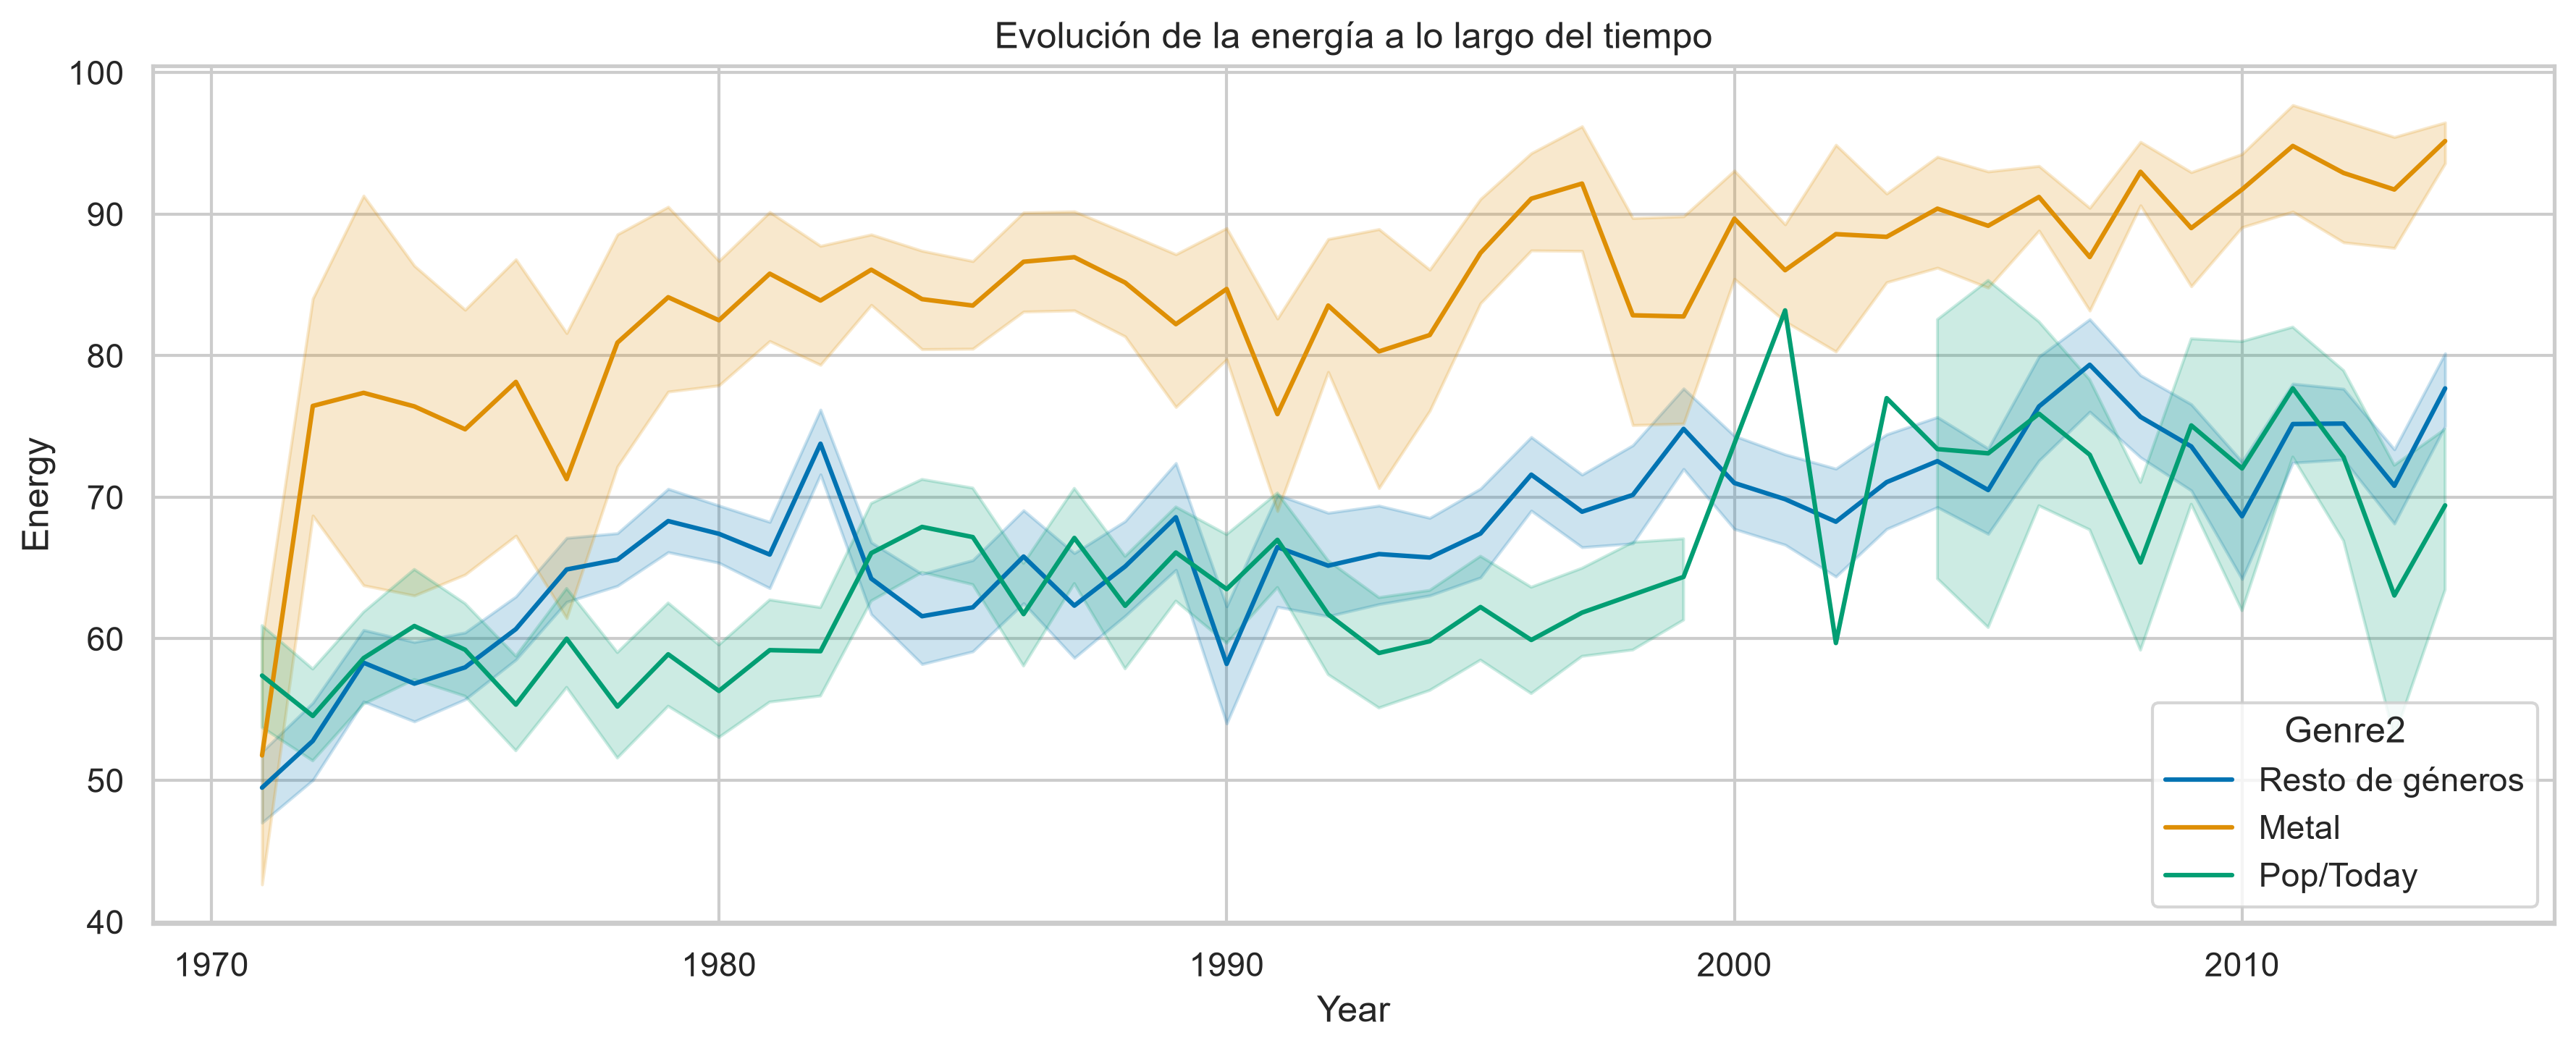 Evolución de la energía a lo largo del tiempo
100
90
80
70
60
50
40
Energy
1970
1980
1990
2000
2010
Year
Genre2
Resto de géneros
Metal
Pop/Today